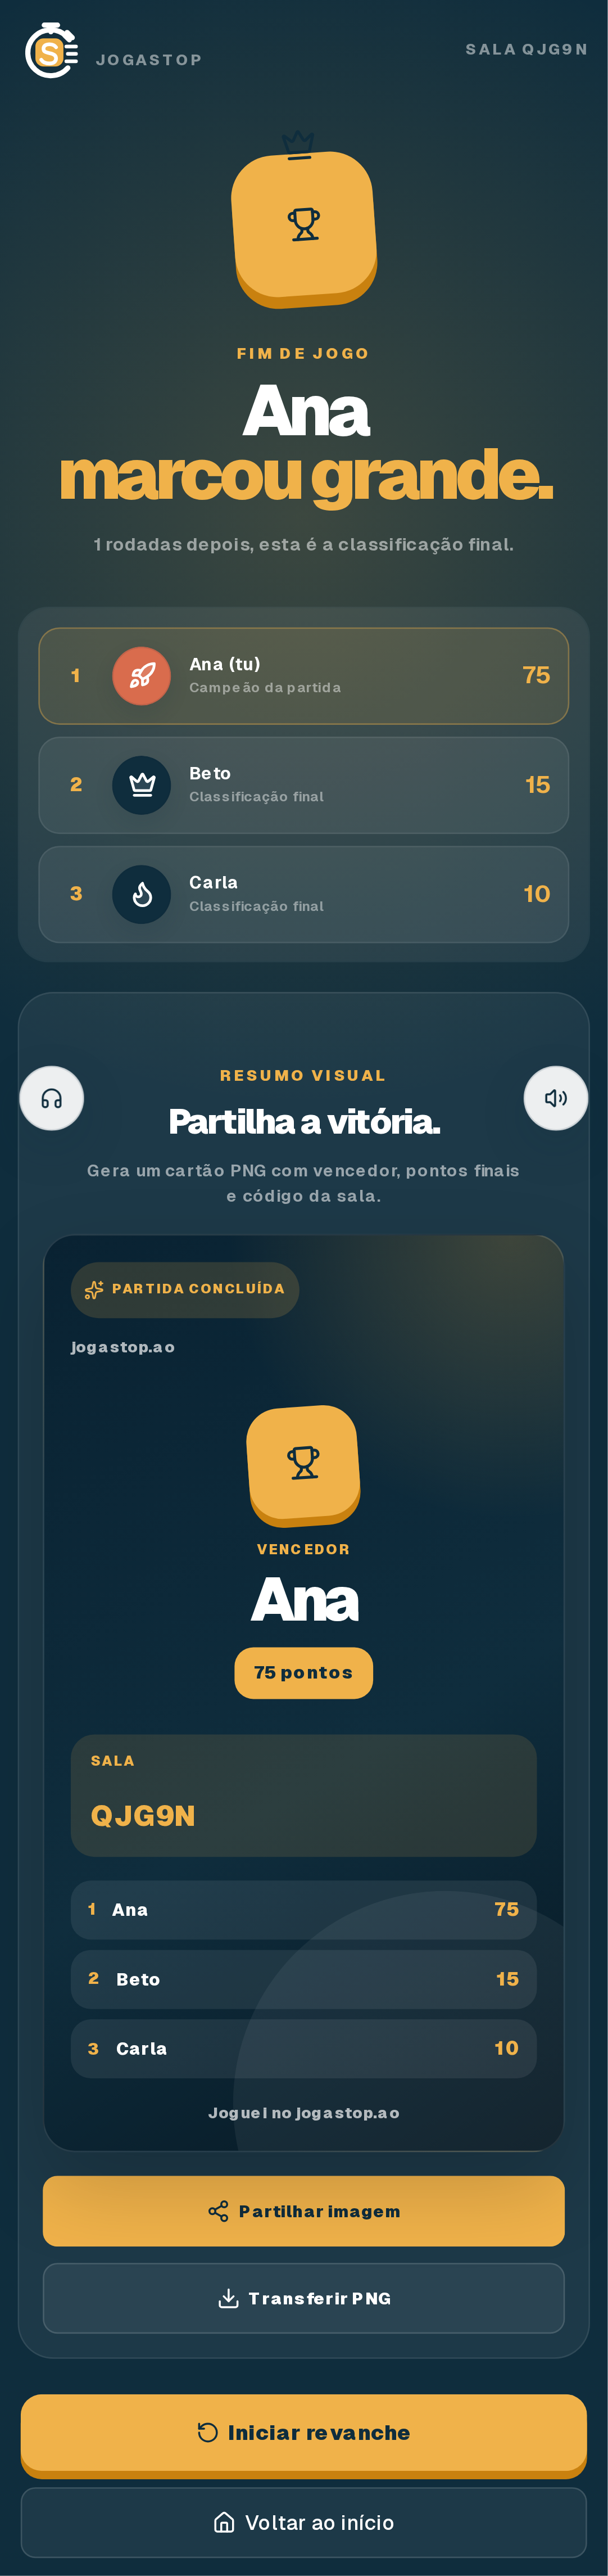 S JOGASTOP
SALA QJG9N
FIM DE JOGO
Ana
marcou grande.
1 rodadas depois, esta é a classificação final.
1 Ana (tu) 75
Campeão da partida
2 Beto 15
Classificação final
3 Carla 10
Classificação final
RESUMO VISUAL
Partilha a vitória.
Gera um cartão PNG com vencedor, pontos finais
e código da sala.
PARTIDA CONCLUÍDA
jogastop.ao
VENCEDOR
Ana
75 pontos
SALA
QJG9N
1 Ana 75
2 Beto 15
3 Carla 10
Joguei no jogastop.ao
Partilhar imagem
Transferir PNG
Iniciar revanche
Voltar ao início